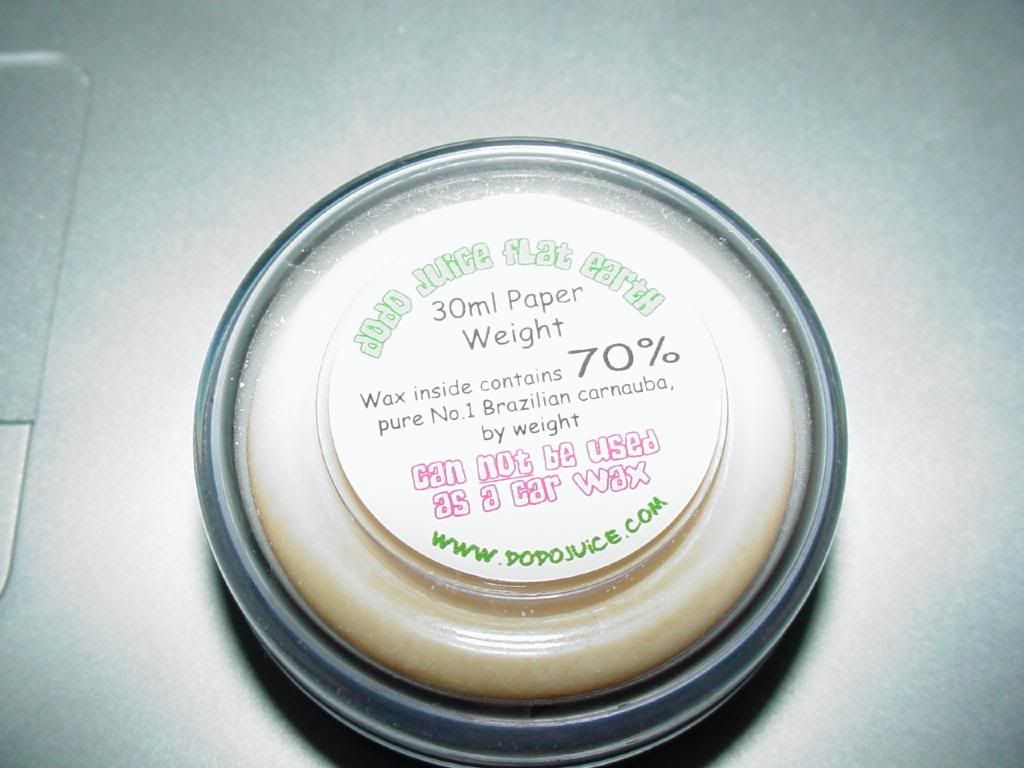 dodo juice flat earth
30ml Paper
Weight
Wax inside contains 70%
pure No.1 Brazilian carnauba,
by weight
can not be used
as a car wax
www.dodojuice.com